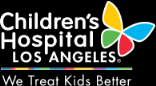 Children's
Hospital
LOS ANGELES®
We Treat Kids Better